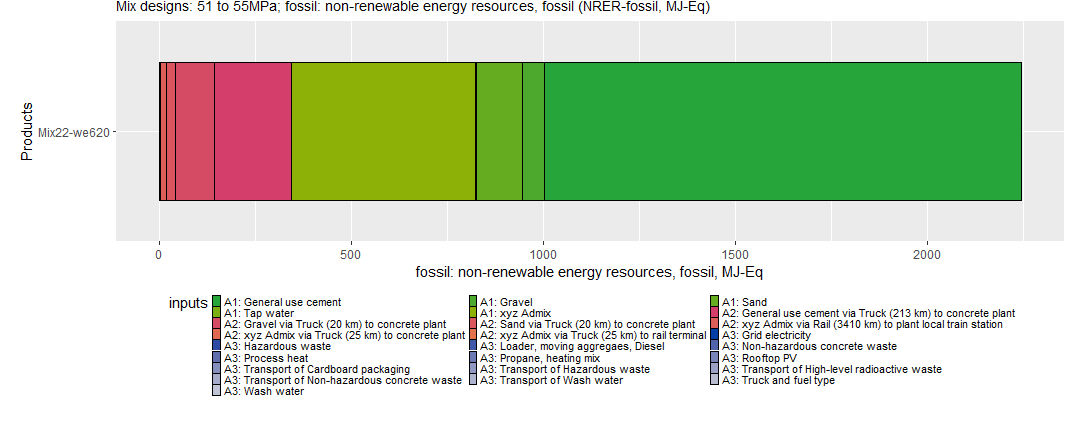 Mix designs: 51 to 55MPa; fossil: non-renewable energy resources, fossil (NRER-fossil, MJ-Eq)
Products
Mix22-we620
0 500 1000 1500 2000
fossil: non-renewable energy resources, fossil, MJ-Eq
inputs
A1: General use cement A1: Gravel A1: Sand
A1: Tap water A1: xyz Admix A2: General use cement via Truck (213 km) to concrete plant
A2: Gravel via Truck (20 km) to concrete plant A2: Sand via Truck (20 km) to concrete plant A2: xyz Admix via Rail (3410 km) to plant local train station
A2: xyz Admix via Truck (25 km) to concrete plant A2: xyz Admix via Truck (25 km) to rail terminal A3: Grid electricity
A3: Hazardous waste A3: Loader, moving aggregaes, Diesel A3: Non-hazardous concrete waste
A3: Process heat A3: Propane, heating mix A3: Rooftop PV
A3: Transport of Cardboard packaging A3: Transport of Hazardous waste A3: Transport of High-level radioactive waste
A3: Transport of Non-hazardous concrete waste A3: Transport of Wash water A3: Truck and fuel type
A3: Wash water